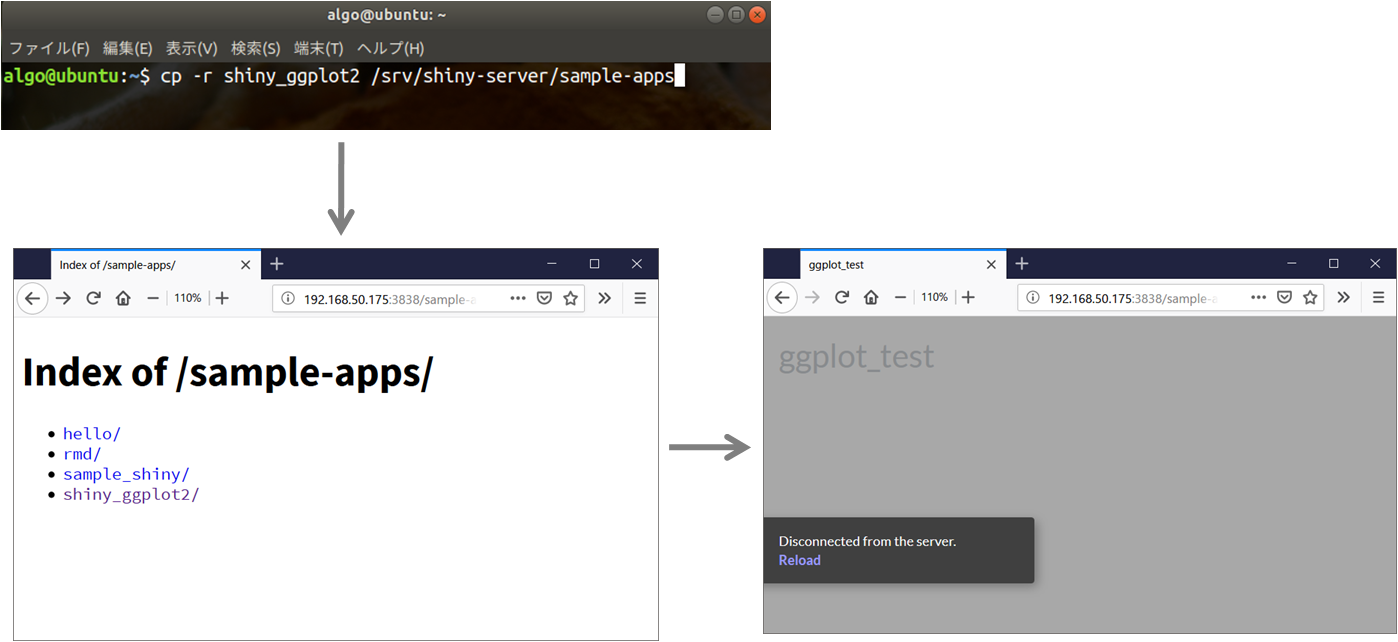 algo@ubuntu: ~
ファイル(F) 編集(E) 表示(V) 検索(S) 端末(T) ヘルプ(H)
algo@ubuntu:~$ cp -r shiny_ggplot2 /srv/shiny-server/sample-apps
Index of /sample-apps/
110%
192.168.50.175:3838/sample-a
Index of /sample-apps/
hello/
rmd/
sample_shiny/
shiny_ggplot2/
ggplot_test
110%
192.168.50.175:3838/sample-a
ggplot_test
Disconnected from the server.
Reload